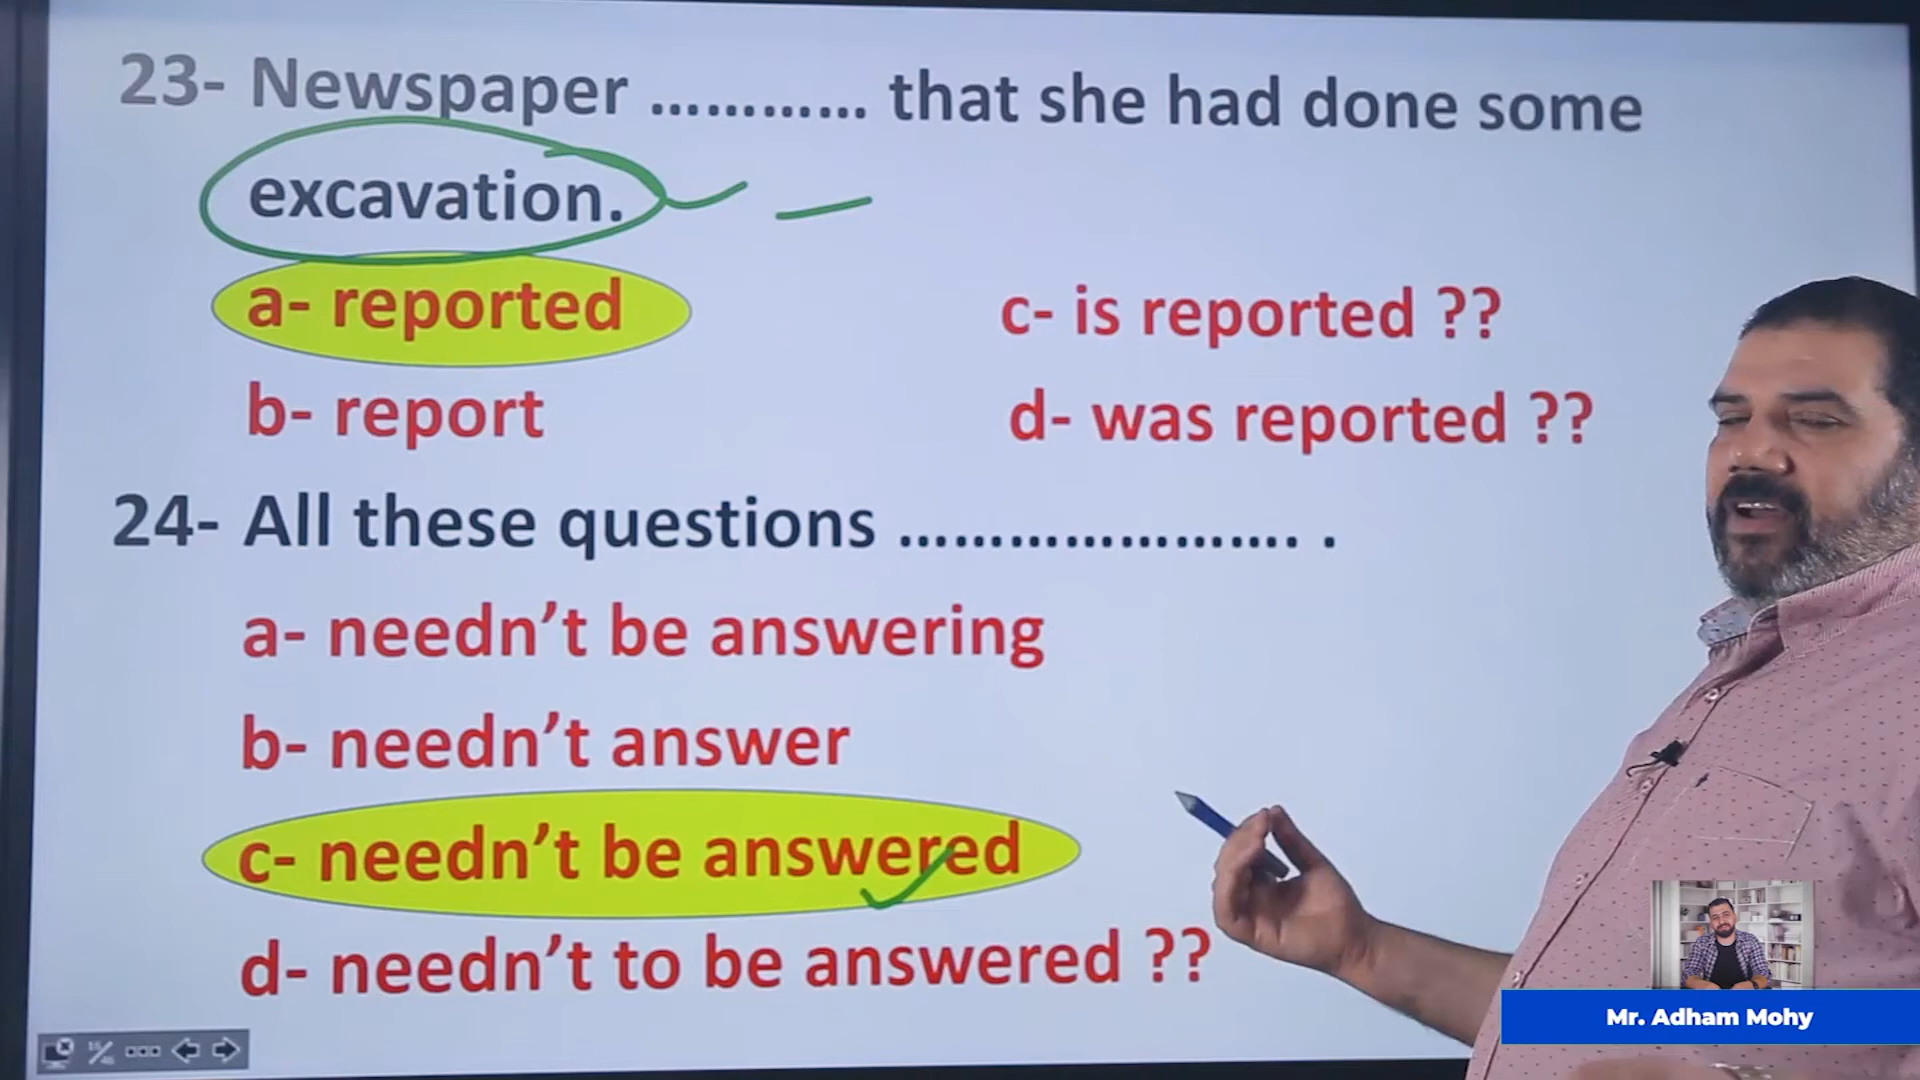 23- Newspaper ………… that she had done some
excavation.
a- reported
c- is reported ??
b- report
d- was reported ??
24- All these questions …………………. .
a- needn’t be answering
b- needn’t answer
c- needn’t be answered
d- needn’t to be answered ??
Mr. Adham Mohy